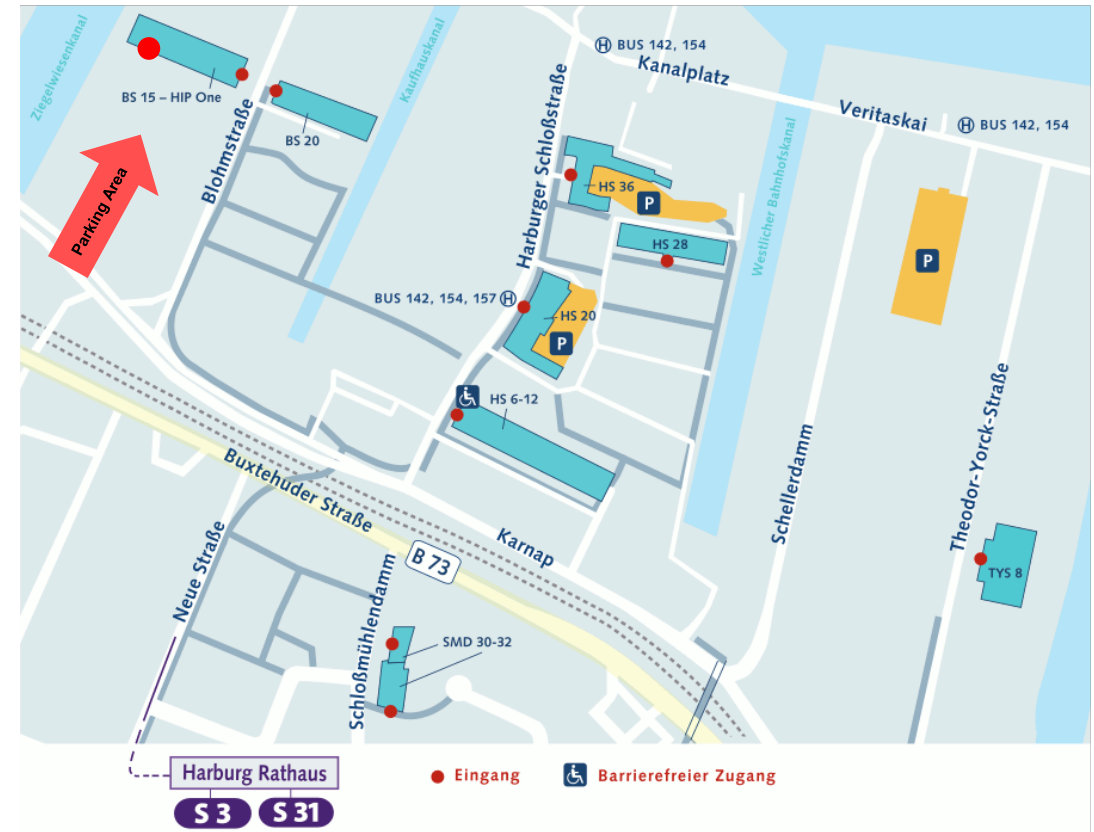 BUS 142, 154
Kanalplatz
Veritaskai
BUS 142, 154
Ziegelwiesenkanal
Kaufhauskanal
BS 15 – HIP One
BS 20
Blohmstraße
Harburger Schloßstraße
Westlicher Bahnhofskanal
Parking Area
HS 36
P
HS 28
P
BUS 142, 154, 157
HS 20
P
HS 6-12
Schellerdamm
Theodor-Yorck-Straße
Buxtehuder Straße
Karnap
B 73
TYS 8
Neue Straße
Schloßmühlendamm
SMD 30-32
Harburg Rathaus
S 3
S 31
Eingang
Barrierefreier Zugang
H
H
H